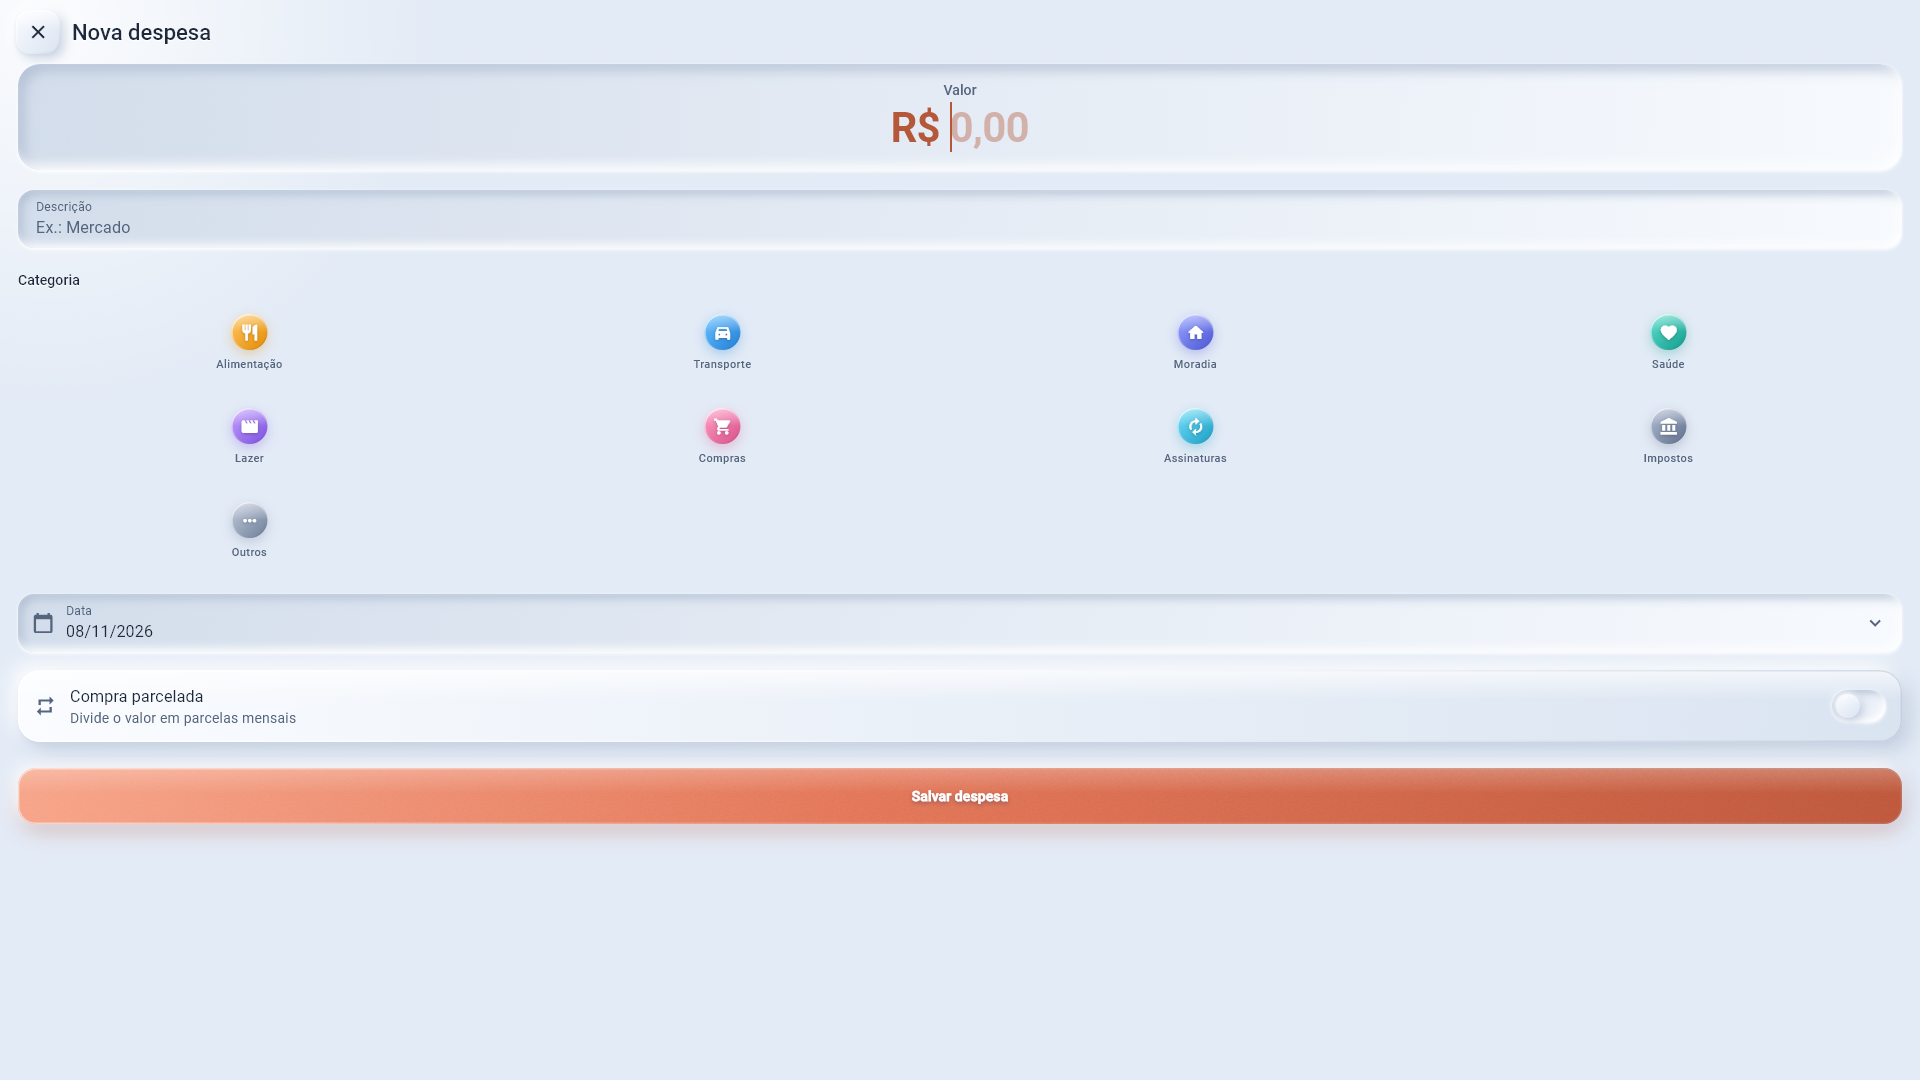 Nova despesa
Valor
R$ 0,00
Descrição
Ex.: Mercado
Categoria
Alimentação
Transporte
Moradia
Saúde
Lazer
Compras
Assinaturas
Impostos
Outros
Data
08/11/2026
Compra parcelada
Divide o valor em parcelas mensais
Salvar despesa